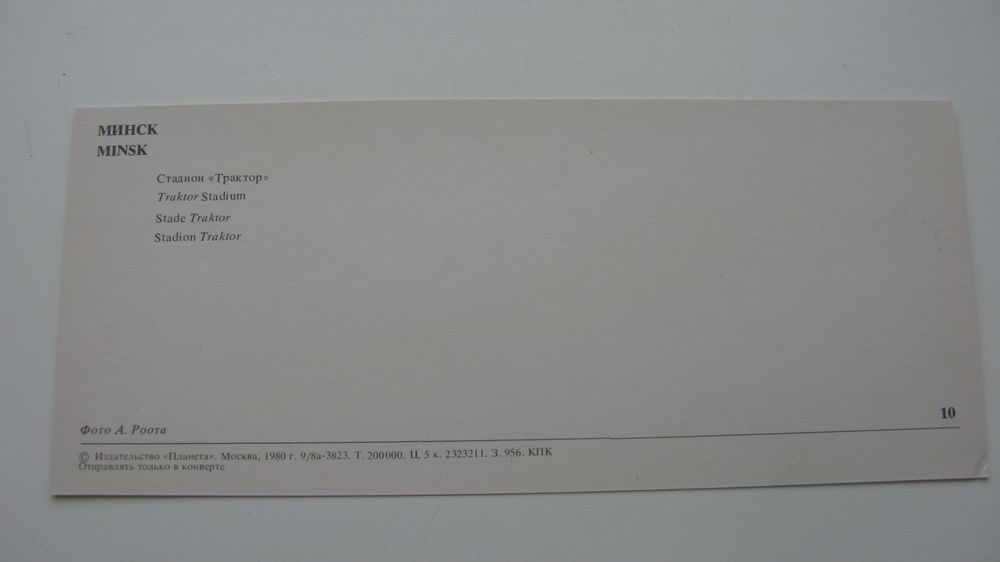 МИНСК
MINSK
Стадион «Трактор»
Traktor Stadium
Stade Traktor
Stadion Traktor
Фото А. Роота
10
© Издательство «Планета». Москва, 1980 г. 9/8а-3823. Т. 200000. Ц. 5 к. 2323211. З. 956. КПК
Отправлять только в конверте